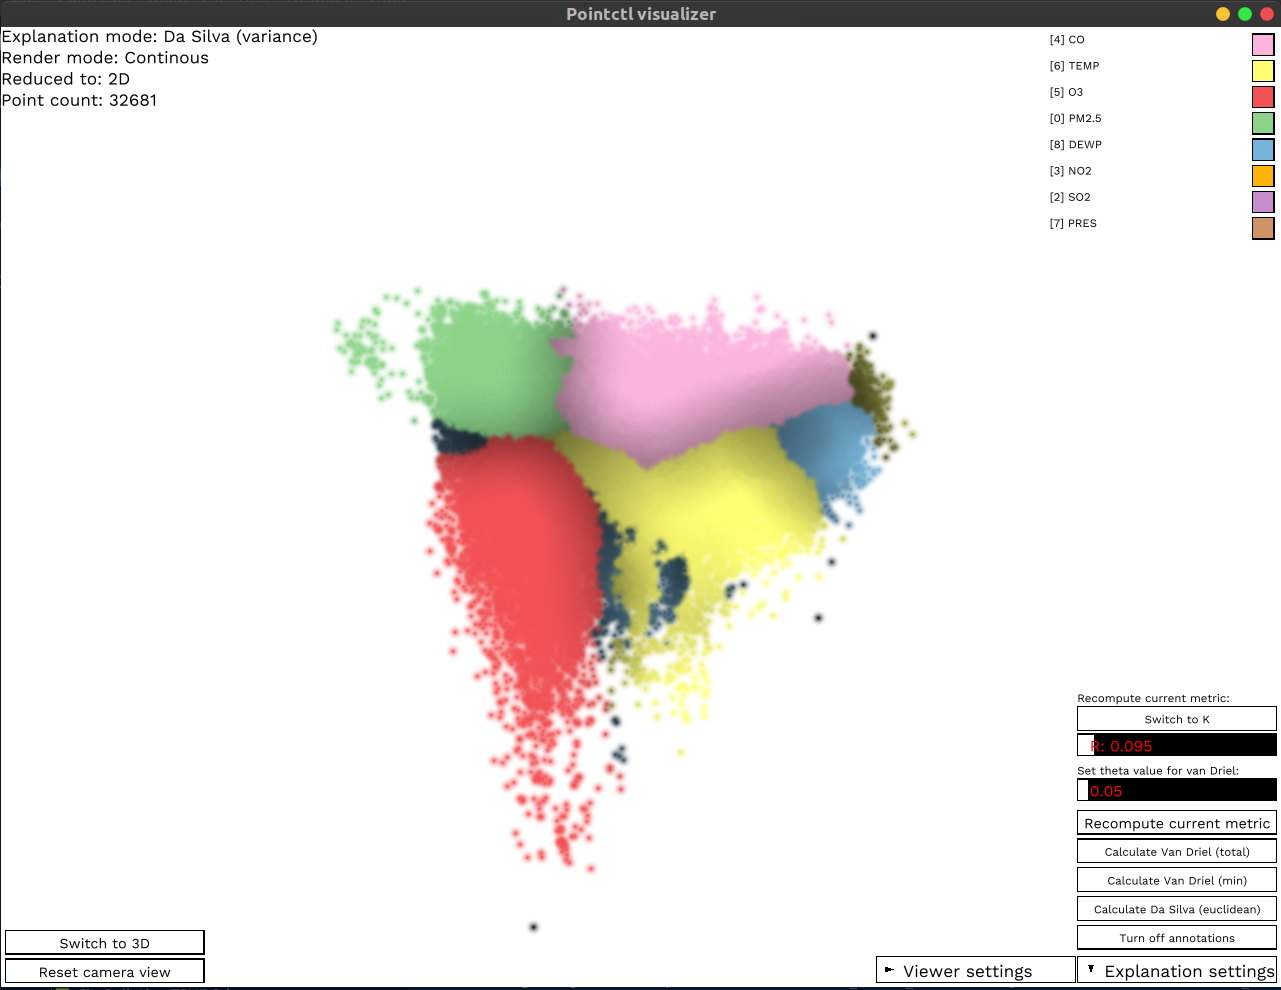 Pointctl visualizer
Explanation mode: Da Silva (variance)
Render mode: Continous
Reduced to: 2D
Point count: 32681
[4] CO
[6] TEMP
[5] O3
[0] PM2.5
[8] DEWP
[3] NO2
[2] SO2
[7] PRES
Recompute current metric:
Switch to K
R: 0.095
Set theta value for van Driel:
0.05
Recompute current metric
Calculate Van Driel (total)
Calculate Van Driel (min)
Calculate Da Silva (euclidean)
Turn off annotations
Switch to 3D
Reset camera view
Viewer settings
Explanation settings